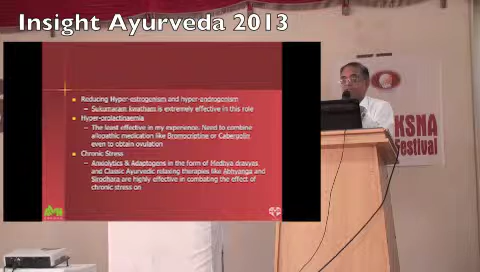 Insight Ayurveda 2013
Reducing Hyper-estrogenism and hyper-androgenism
– Sukumaram kwatham is extremely effective in this role
Hyper-prolactinaemia
– The least effective in my experience. Need to combine
allopathic medication like Bromocristine or Cabergolin
even to obtain ovulation
Chronic Stress
– Anxiolytics & Adaptogens in the form of Medhya dravyas
and Classic Ayurvedic relaxing therapies like Abhyanga and
Sirodhara are highly effective in combating the effect of
chronic stress on
KSNA
Festival